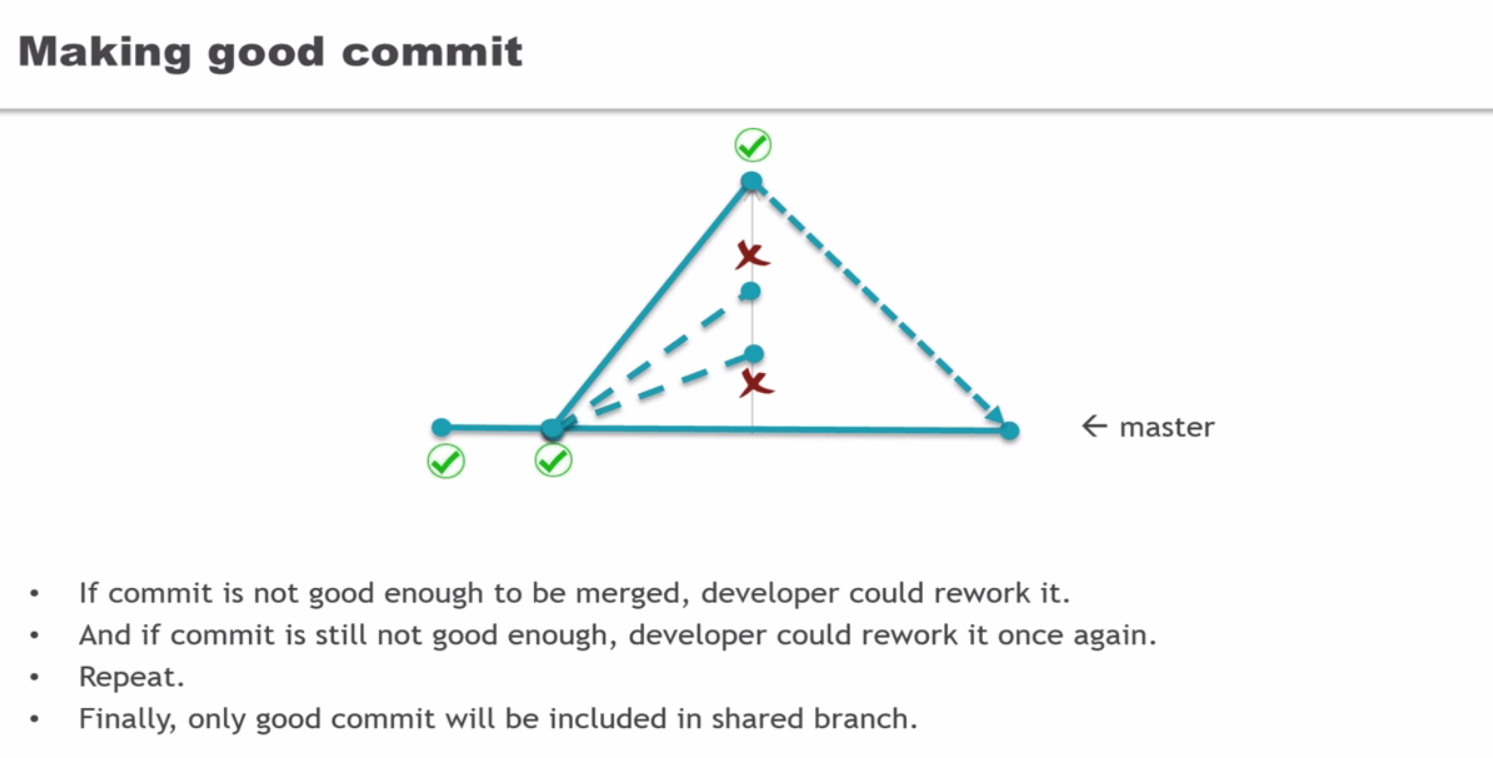 Making good commit
← master
• If commit is not good enough to be merged, developer could rework it.
• And if commit is still not good enough, developer could rework it once again.
• Repeat.
• Finally, only good commit will be included in shared branch.